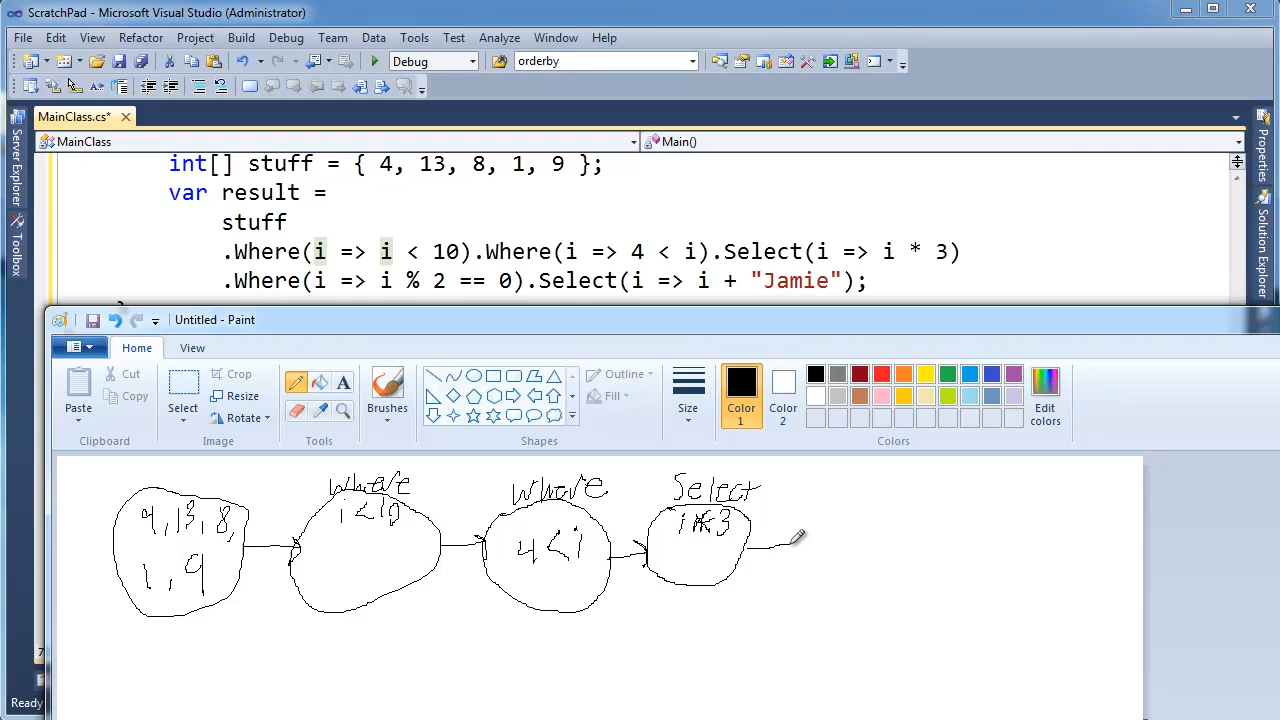 ScratchPad - Microsoft Visual Studio (Administrator)
File Edit View Refactor Project Build Debug Team Data Tools Test Analyze Window Help
Debug orderby
MainClass.cs*
MainClass Main()
int[] stuff = { 4, 13, 8, 1, 9 };
var result =
stuff
.Where(i => i < 10).Where(i => 4 < i).Select(i => i * 3)
.Where(i => i % 2 == 0).Select(i => i + "Jamie");
Server Explorer
Toolbox
Properties
Solution Explorer
Untitled - Paint
Home View
Paste
Cut
Copy
Clipboard
Select
Crop
Resize
Rotate
Image
A
Tools
Brushes
Shapes
Outline
Fill
Size
Color 1
Color 2
Edit colors
Colors
Where Where Select
4, 13, 8,
1, 9
i < 10
4 < i
i * 3
Ready